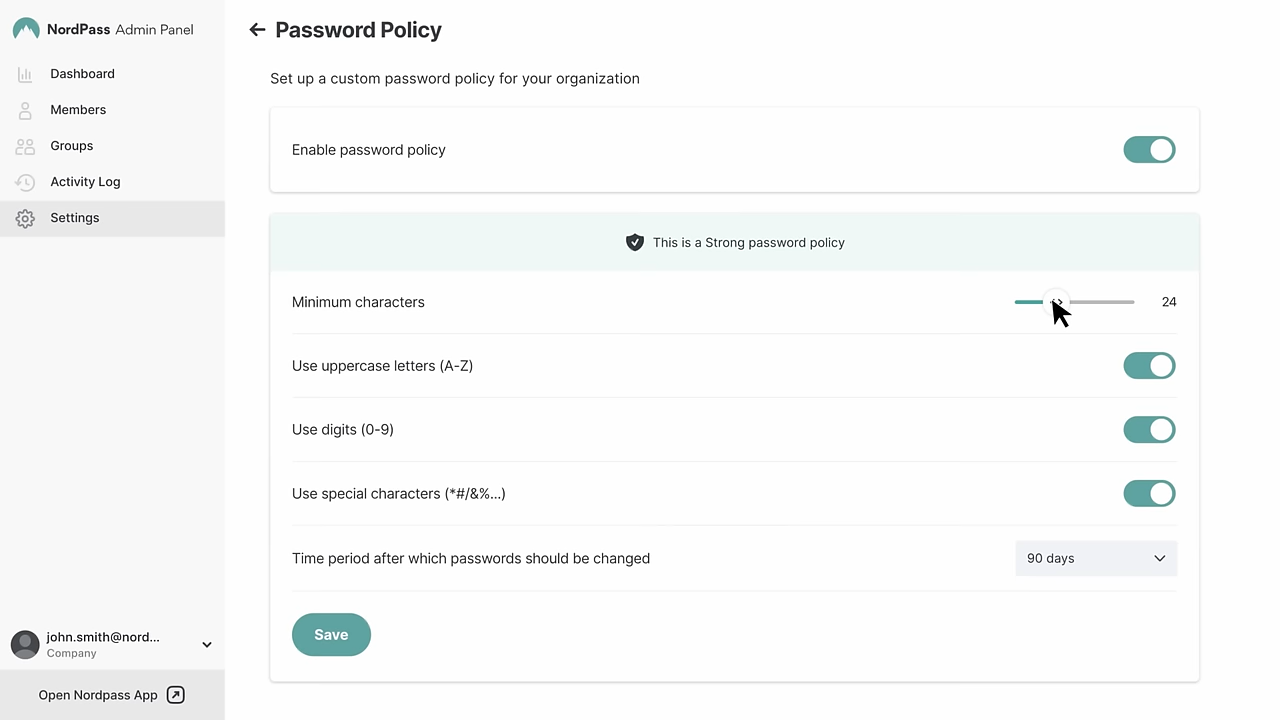 NordPass Admin Panel
Dashboard
Members
Groups
Activity Log
Settings
john.smith@nord...
Company
Open Nordpass App
Password Policy
Set up a custom password policy for your organization
Enable password policy
This is a Strong password policy
Minimum characters 24
Use uppercase letters (A-Z)
Use digits (0-9)
Use special characters (*#/&%...)
Time period after which passwords should be changed 90 days
Save